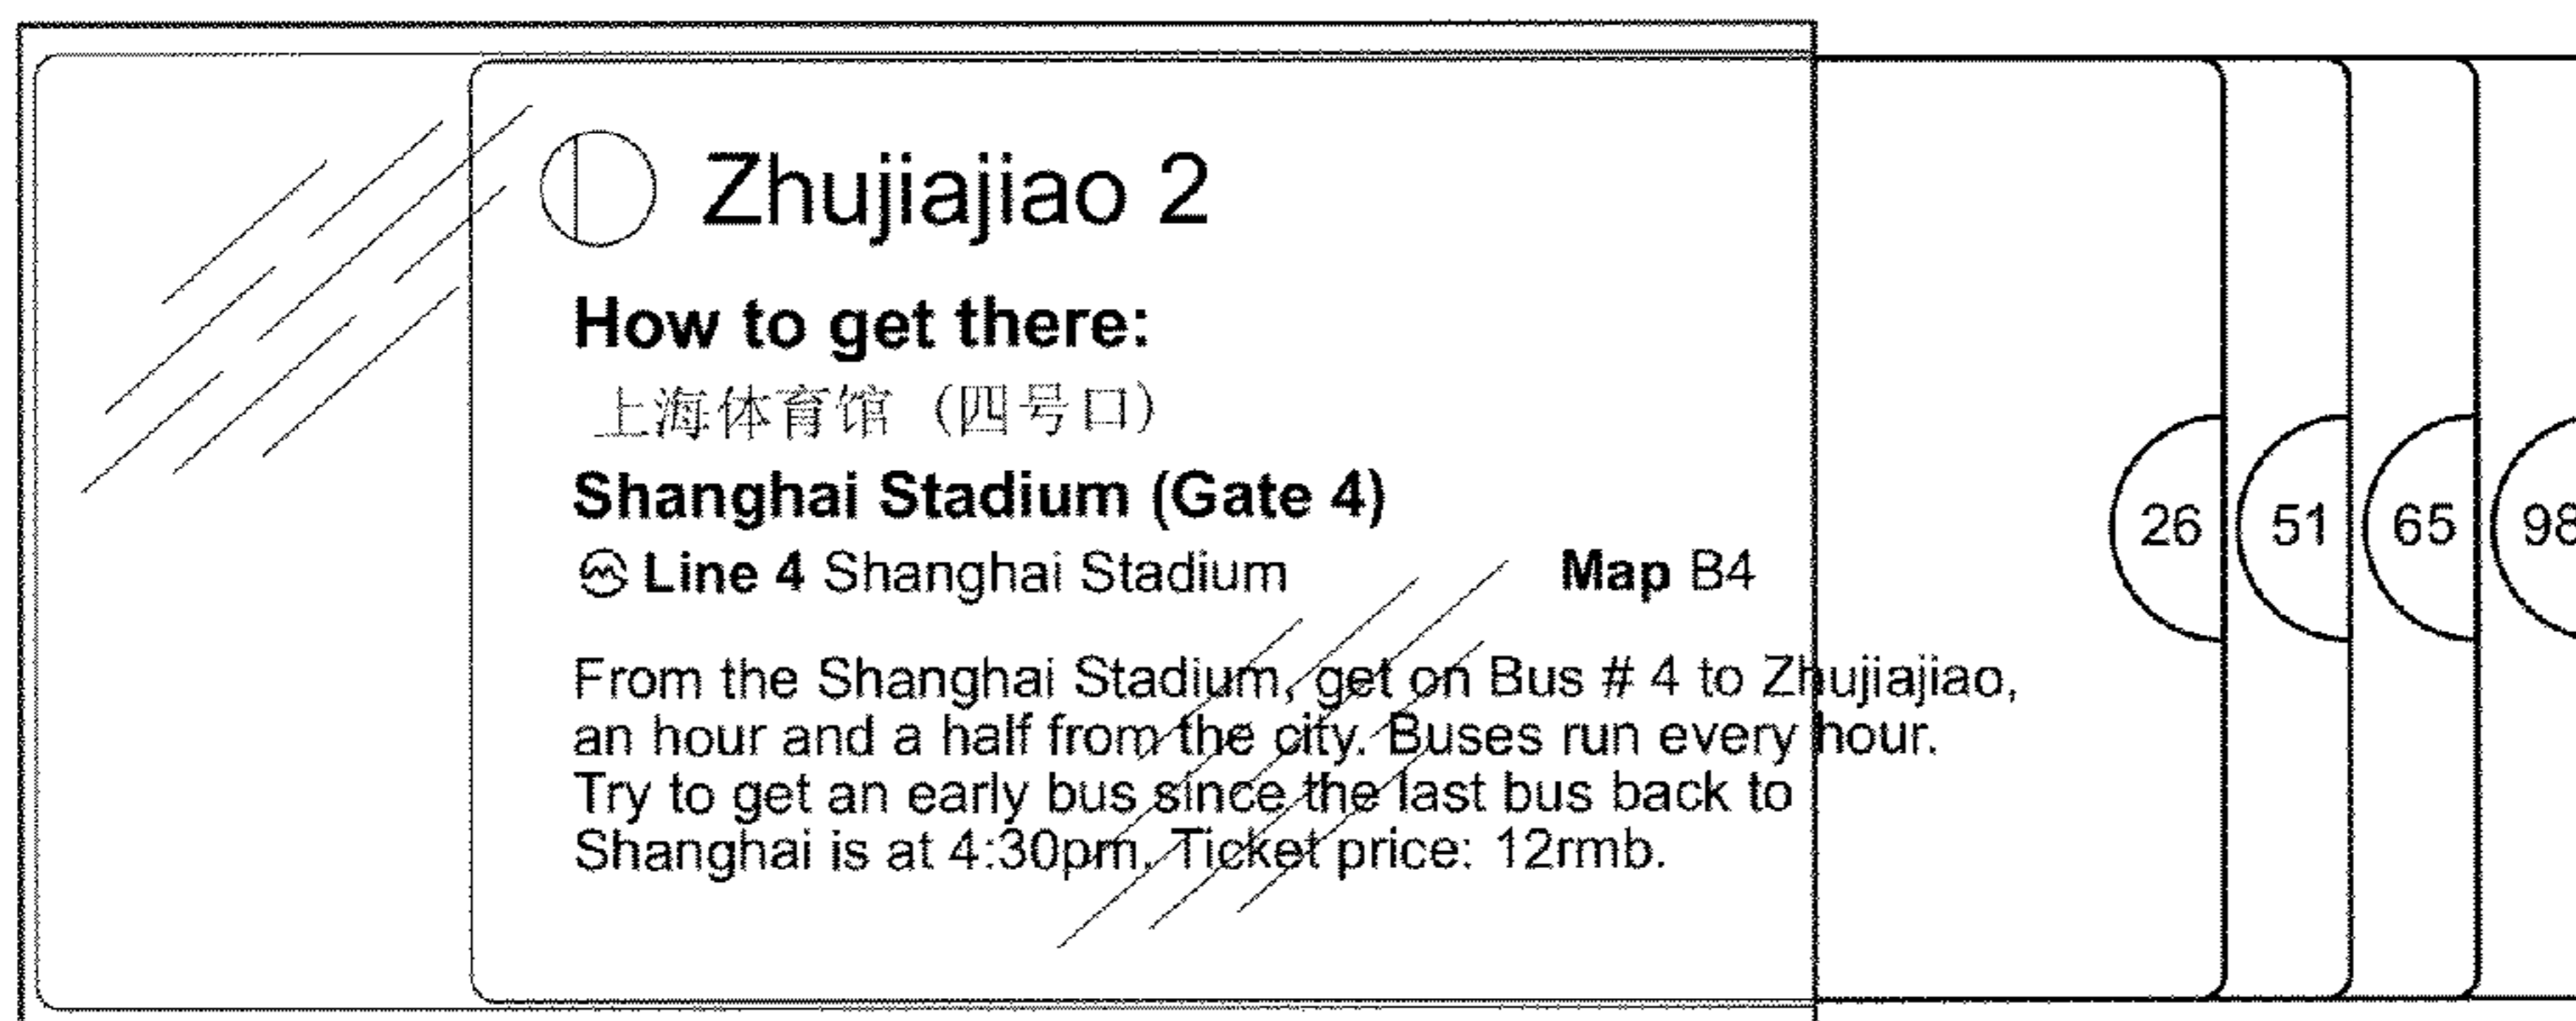 Zhujiajiao 2
How to get there:
上海体育馆 (四号口)
Shanghai Stadium (Gate 4)
Line 4 Shanghai Stadium Map B4
From the Shanghai Stadium, get on Bus # 4 to Zhujiajiao,
an hour and a half from the city. Buses run every hour.
Try to get an early bus since the last bus back to
Shanghai is at 4:30pm. Ticket price: 12rmb.
26 51 65 98